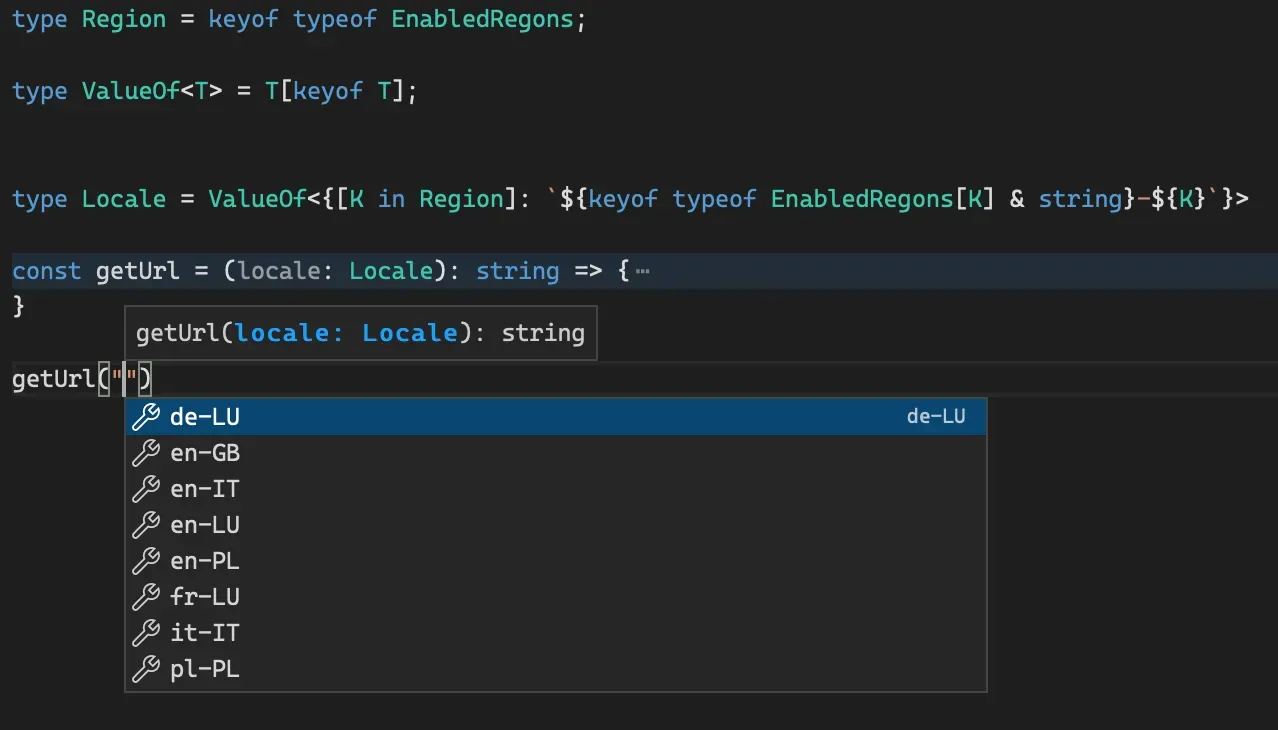 type Region = keyof typeof EnabledRegons;
type ValueOf<T> = T[keyof T];
type Locale = ValueOf<{[K in Region]: `${keyof typeof EnabledRegons[K] & string}-${K}`}>
const getUrl = (locale: Locale): string => {⋯
}
getUrl(locale: Locale): string
getUrl("")
de-LU de-LU
en-GB
en-IT
en-LU
en-PL
fr-LU
it-IT
pl-PL